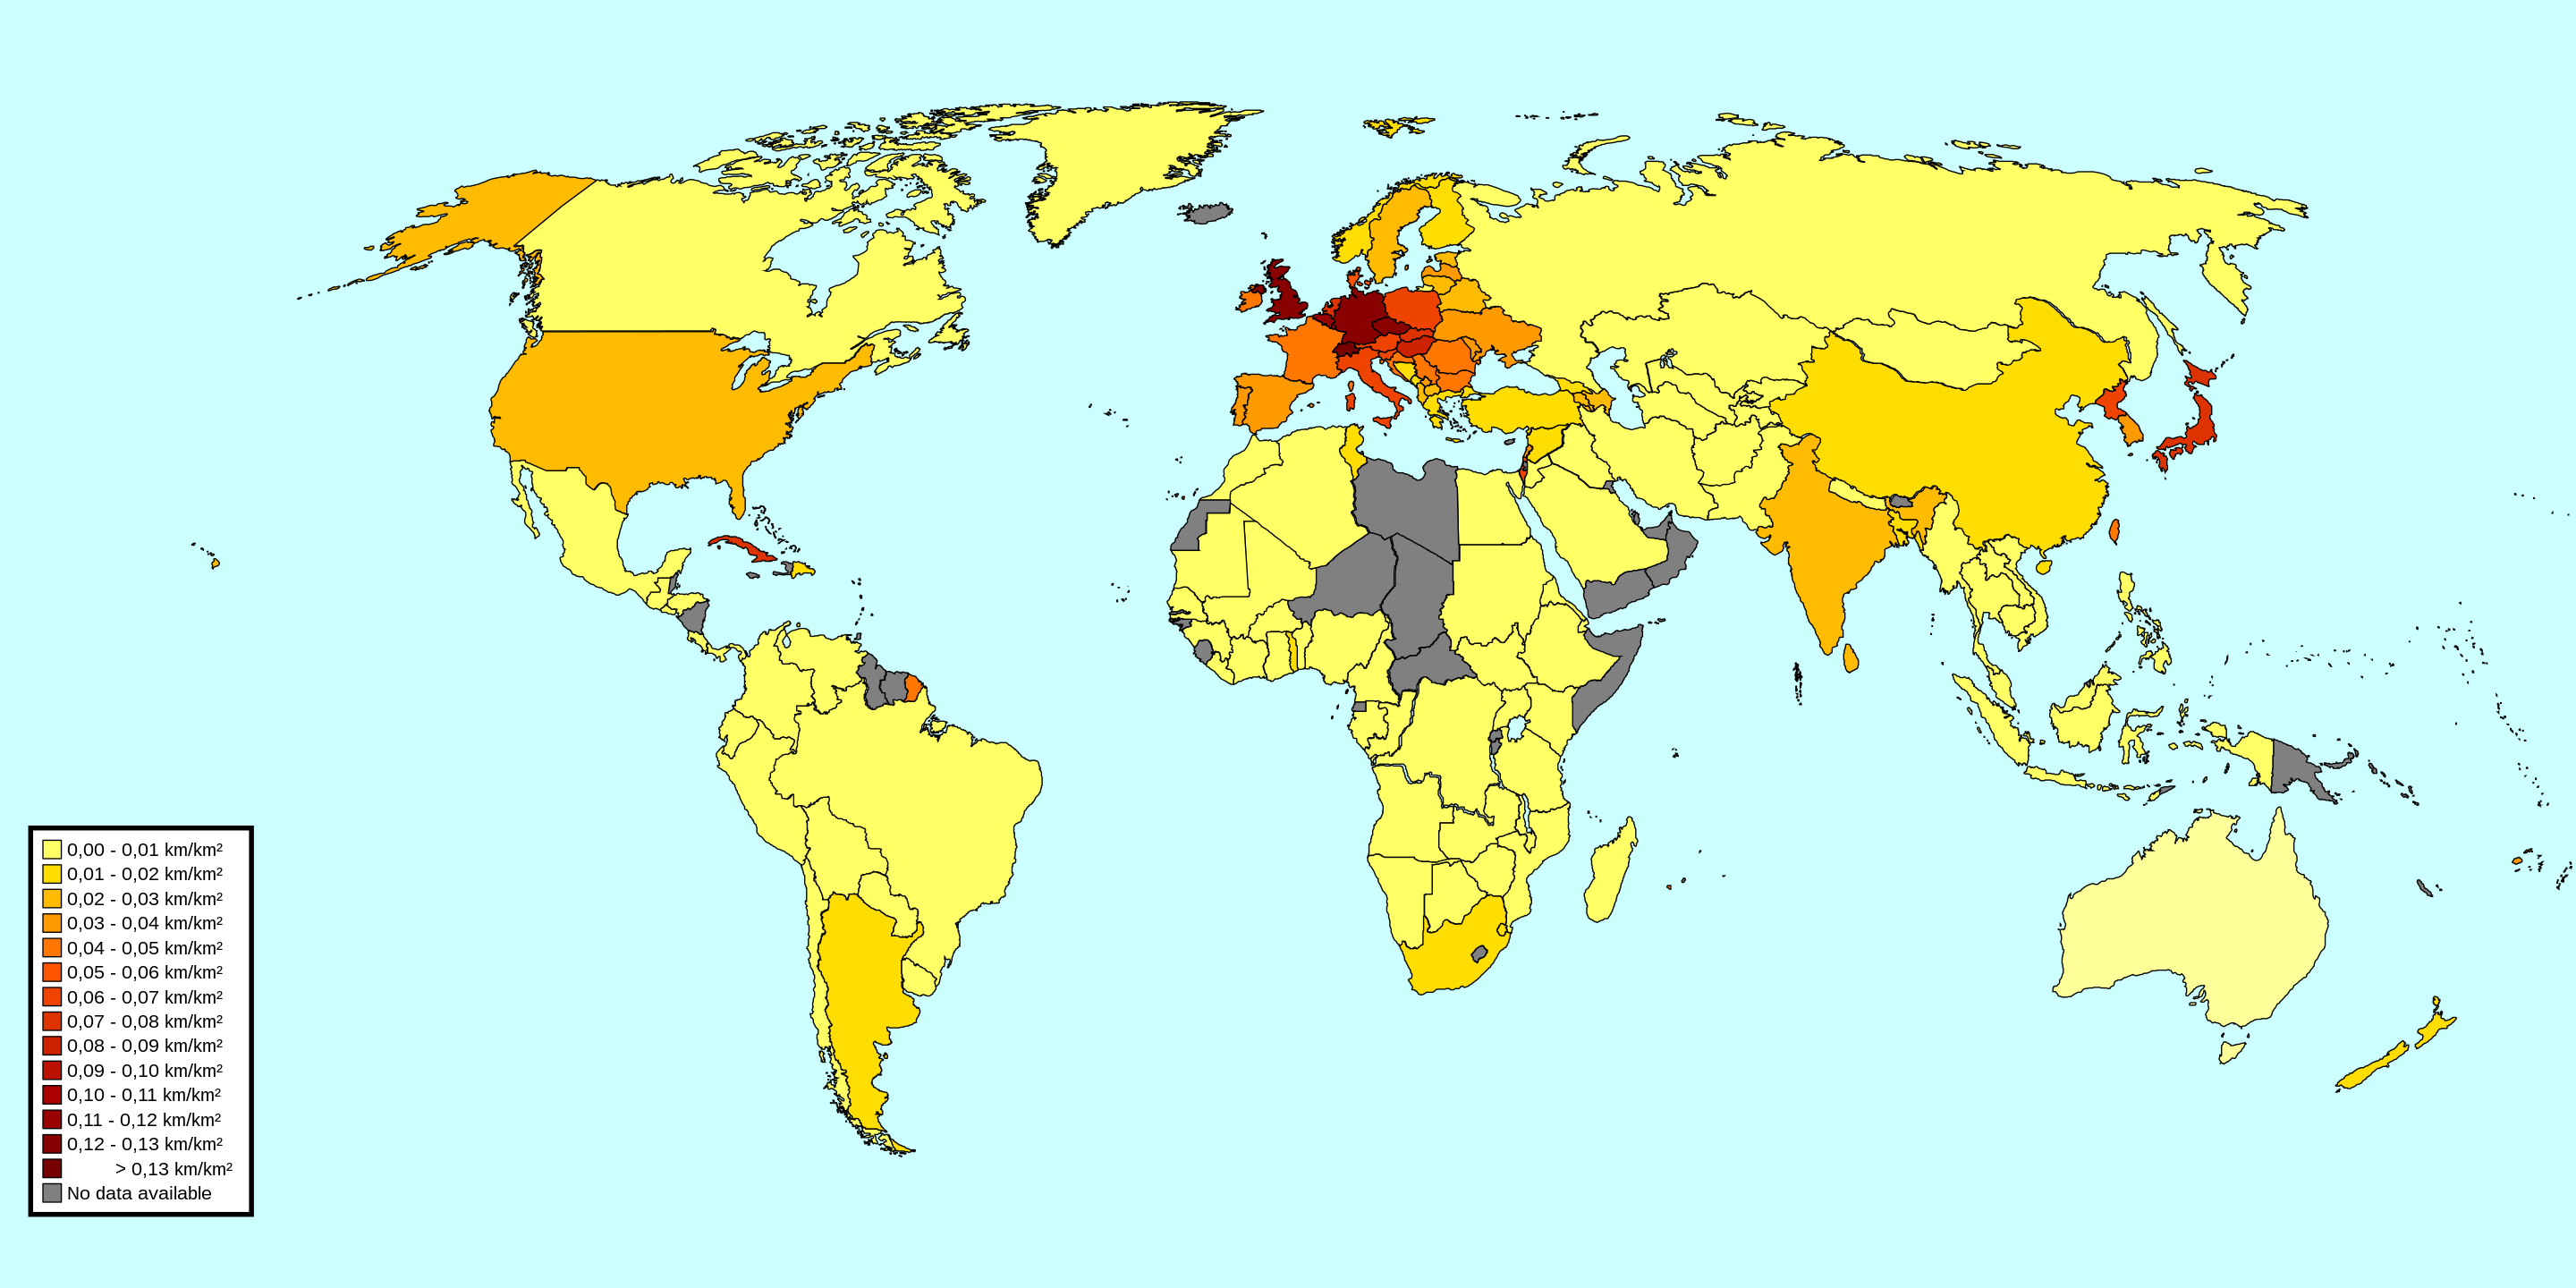 0,00 - 0,01 km/km²
0,01 - 0,02 km/km²
0,02 - 0,03 km/km²
0,03 - 0,04 km/km²
0,04 - 0,05 km/km²
0,05 - 0,06 km/km²
0,06 - 0,07 km/km²
0,07 - 0,08 km/km²
0,08 - 0,09 km/km²
0,09 - 0,10 km/km²
0,10 - 0,11 km/km²
0,11 - 0,12 km/km²
0,12 - 0,13 km/km²
> 0,13 km/km²
No data available